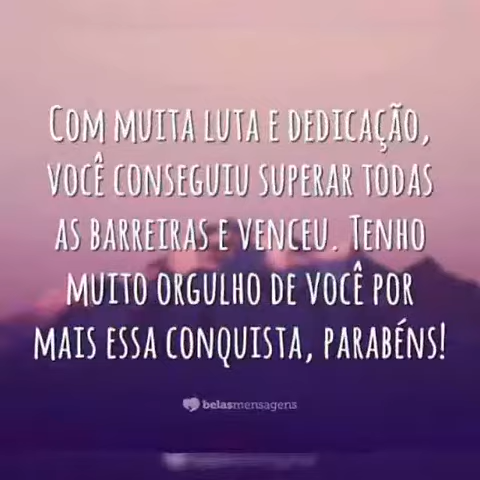 COM MUITA LUTA E DEDICAÇÃO,
VOCÊ CONSEGUIU SUPERAR TODAS
AS BARREIRAS E VENCEU. TENHO
MUITO ORGULHO DE VOCÊ POR
MAIS ESSA CONQUISTA, PARABÉNS!
belasmensagens